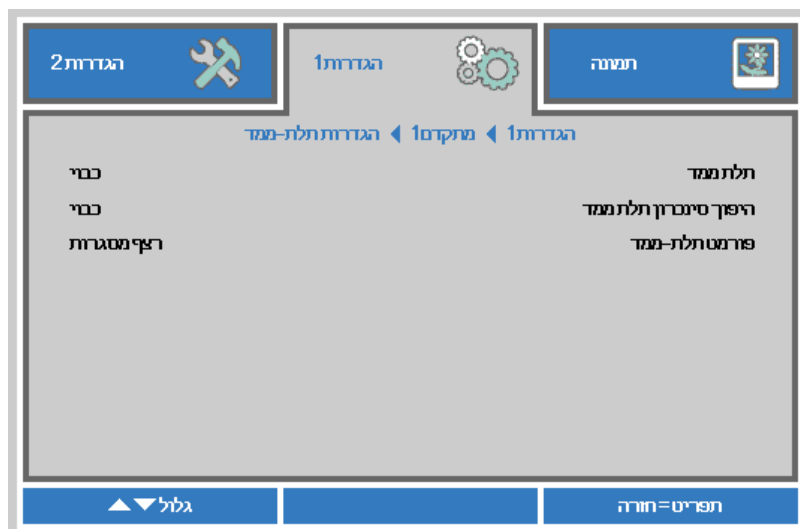 תמונה
הגדרות 1
הגדרות 2
הגדרות 1 ◀ מתקדם 1 ◀ הגדרות תלת-ממד
תלת ממד כבוי
היפוך סינכרון תלת ממד כבוי
פורמט תלת-ממד רצף מסגרות
תפריט=חזרה
גלול ▼▲